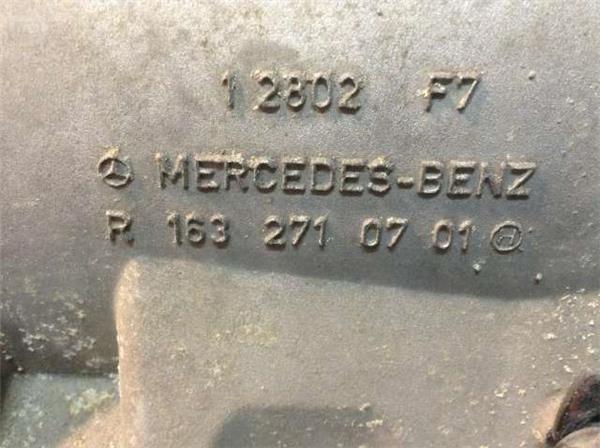 1 2802 F7
MERCEDES-BENZ
R 163 271 07 01 H